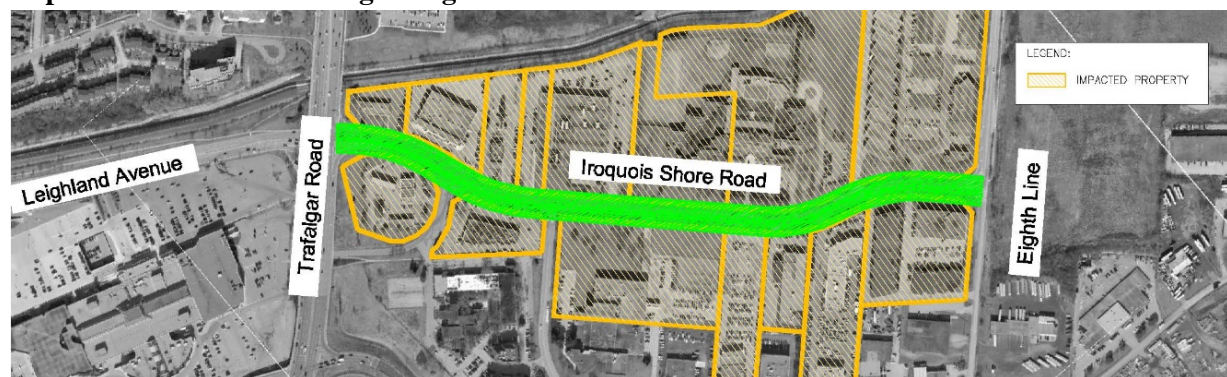 LEGEND:
IMPACTED PROPERTY
Leighland Avenue
Trafalgar Road
Iroquois Shore Road
Eighth Line